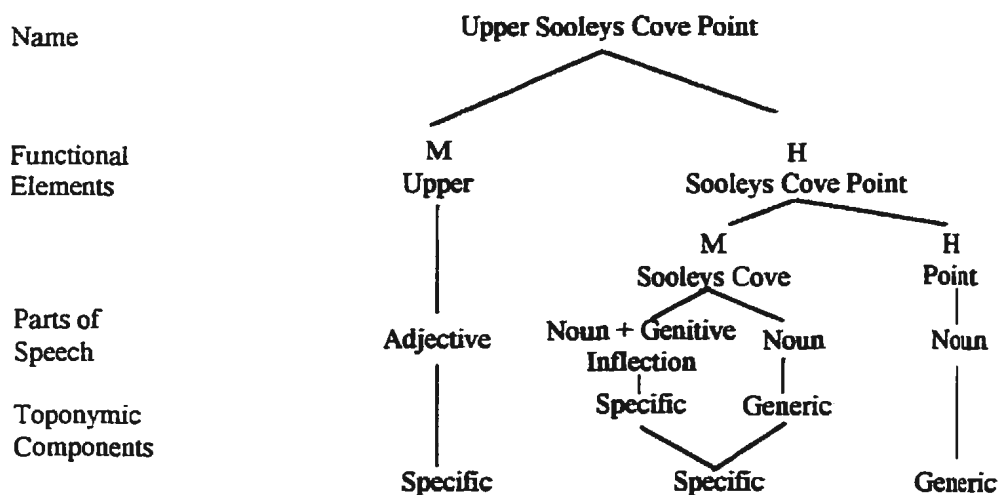 Name
Upper Sooleys Cove Point
Functional
Elements
M
Upper
H
Sooleys Cove Point
M
Sooleys Cove
H
Point
Parts of
Speech
Adjective
Noun + Genitive
Inflection
Noun
Noun
Toponymic
Components
Specific
Generic
Specific
Specific
Generic